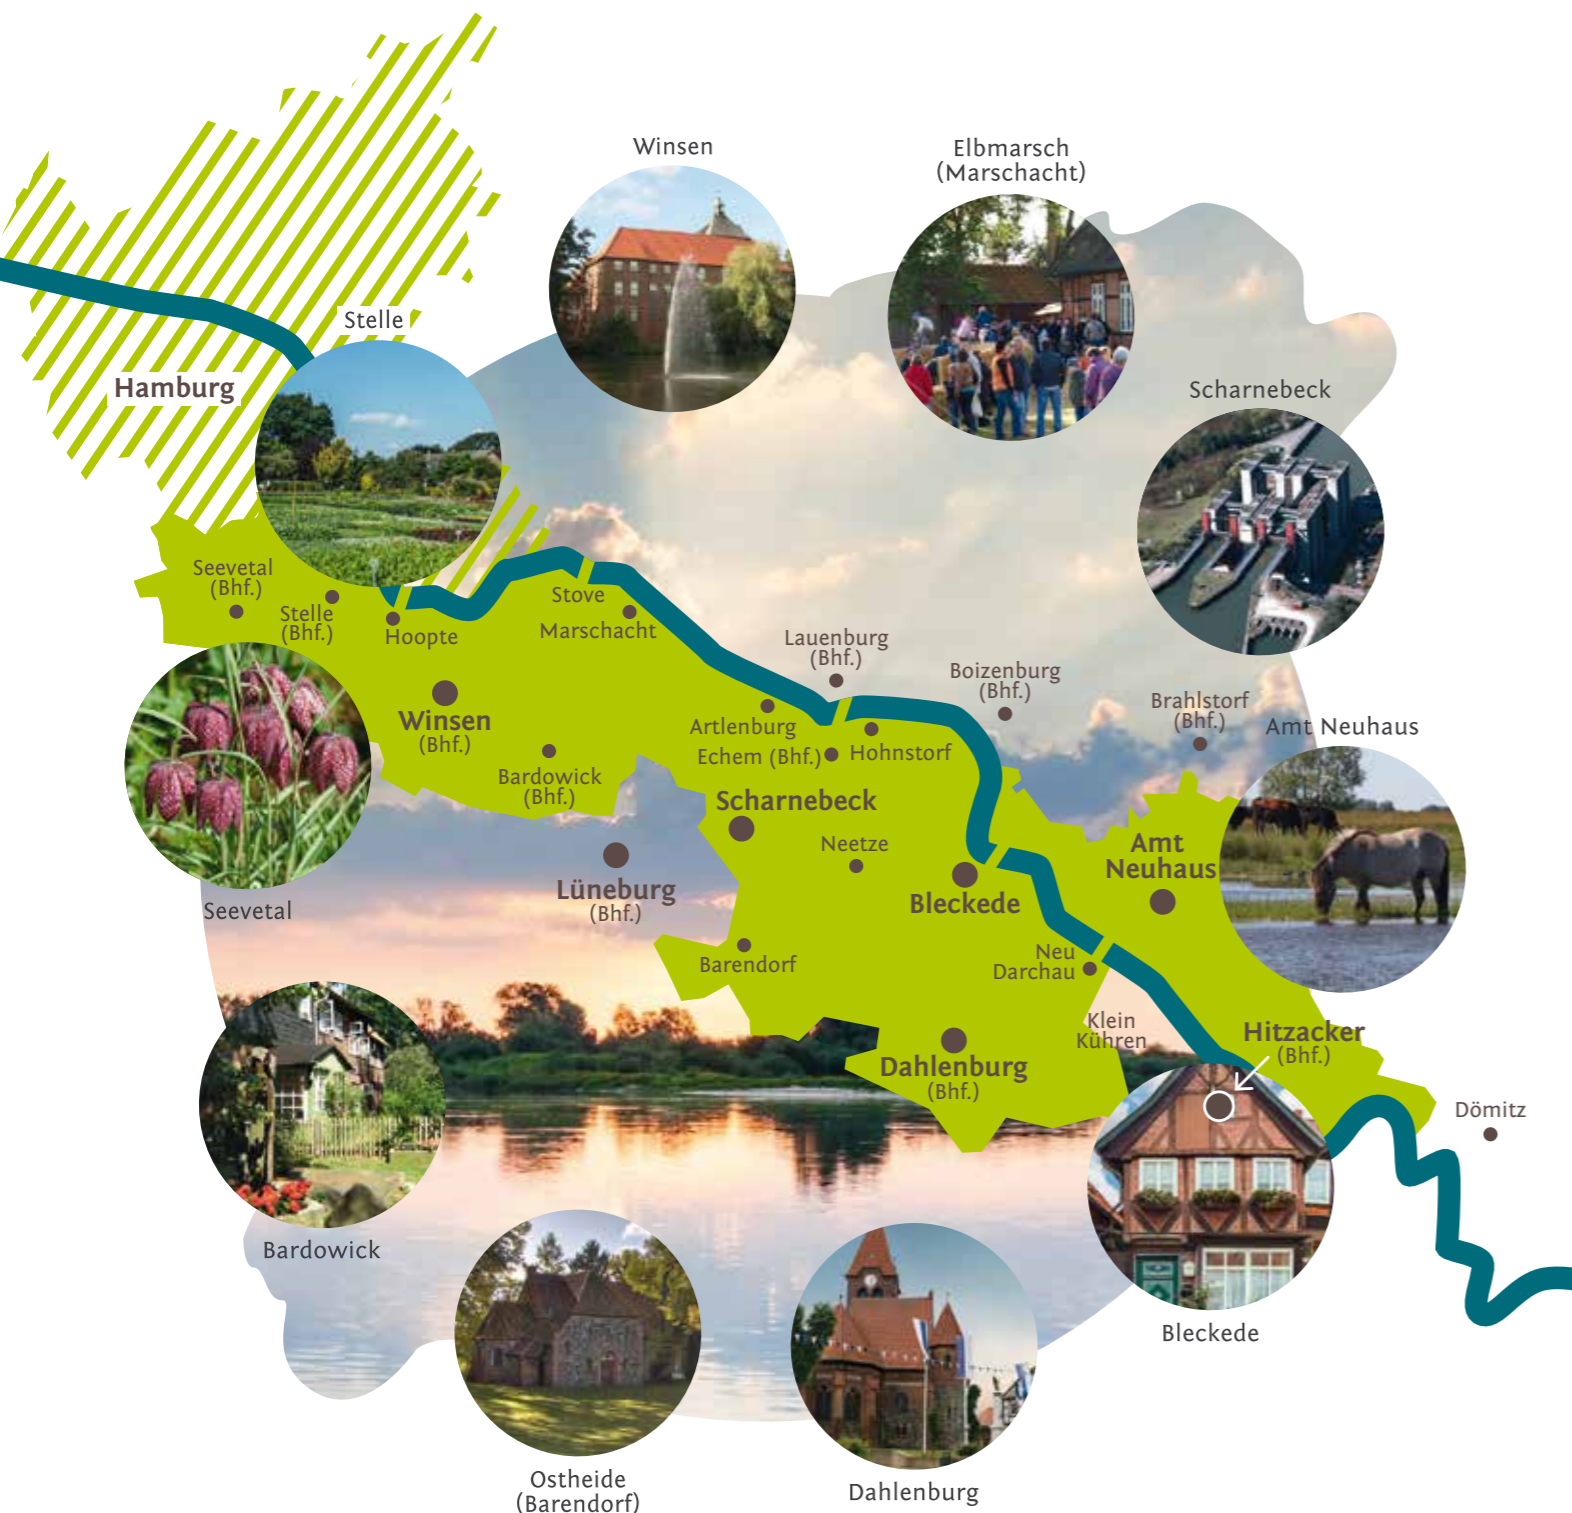 Winsen
Elbmarsch
(Marschacht)
Stelle
Hamburg
Scharnebeck
Seevetal
(Bhf.)
Stelle
(Bhf.)
Hoopte
Stove
Marschacht
Lauenburg
(Bhf.)
Boizenburg
(Bhf.)
Brahlstorf
(Bhf.)
Amt Neuhaus
Winsen
(Bhf.)
Artlenburg
Echem (Bhf.)
Hohnstorf
Bardowick
(Bhf.)
Scharnebeck
Neetze
Amt
Neuhaus
Lüneburg
(Bhf.)
Bleckede
Seevetal
Barendorf
Neu
Darchau
Klein
Kühren
Hitzacker
(Bhf.)
Dahlenburg
(Bhf.)
Dömitz
Bardowick
Bleckede
Ostheide
(Barendorf)
Dahlenburg